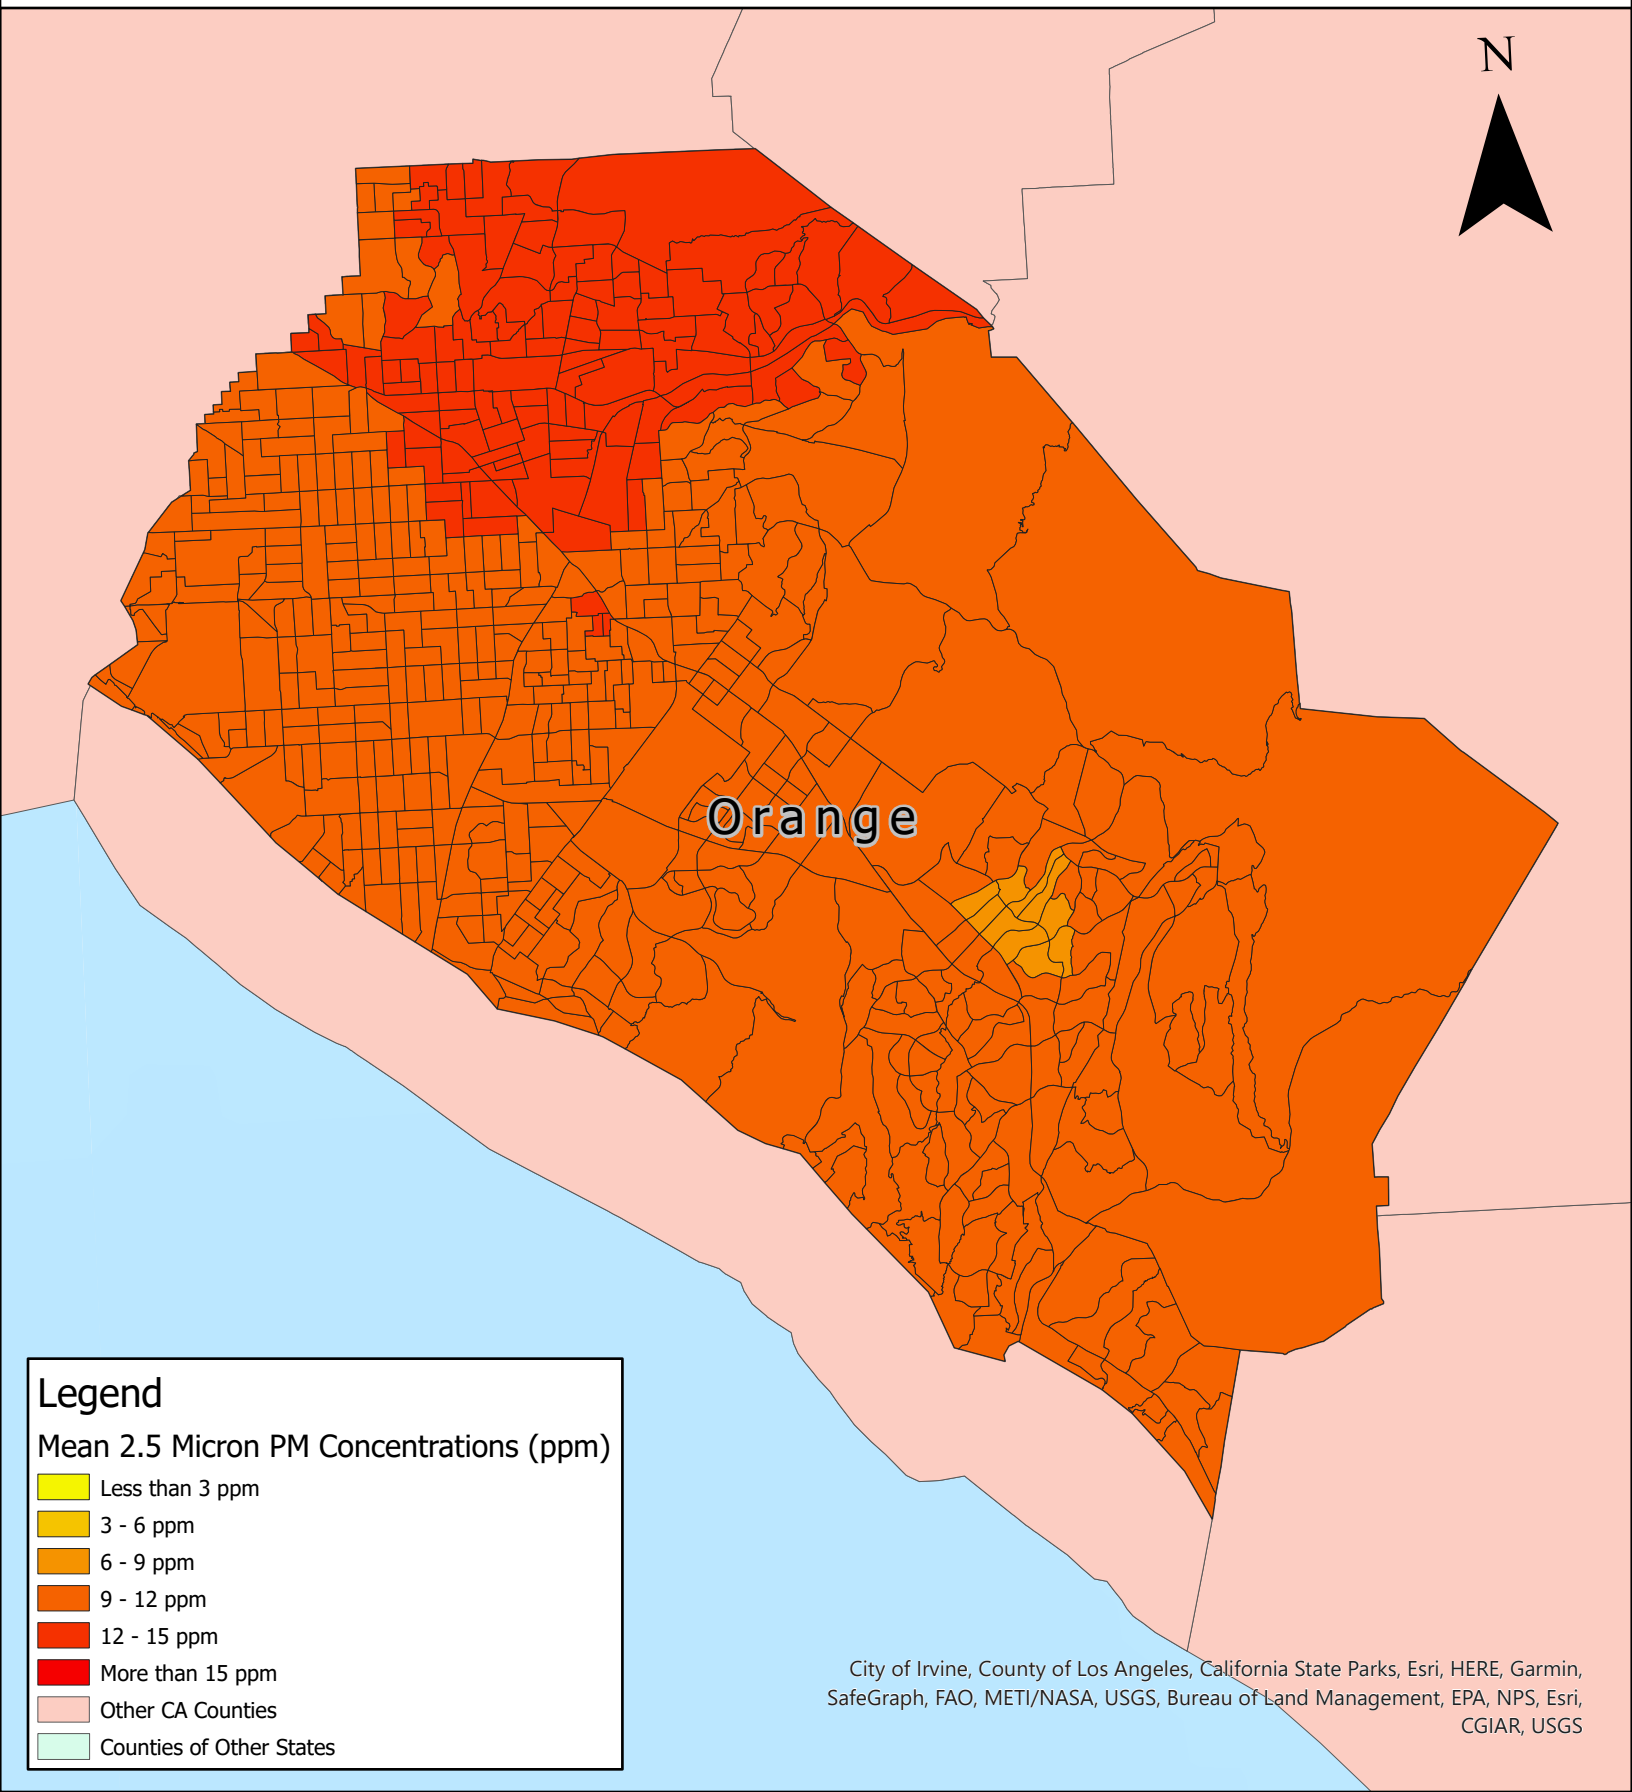 N
Orange
Legend
Mean 2.5 Micron PM Concentrations (ppm)
Less than 3 ppm
3 - 6 ppm
6 - 9 ppm
9 - 12 ppm
12 - 15 ppm
More than 15 ppm
Other CA Counties
Counties of Other States
City of Irvine, County of Los Angeles, California State Parks, Esri, HERE, Garmin,
SafeGraph, FAO, METI/NASA, USGS, Bureau of Land Management, EPA, NPS, Esri,
CGIAR, USGS